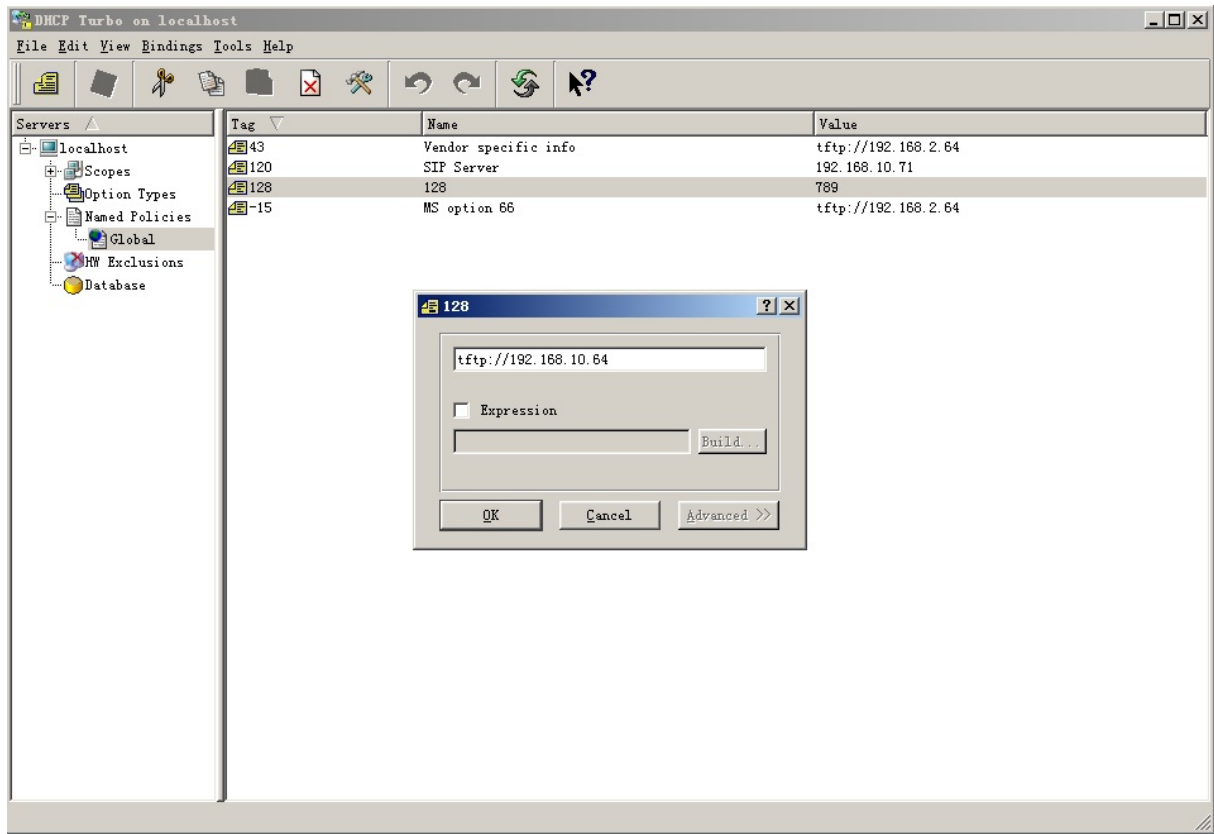 DHCP Turbo on localhost
File Edit View Bindings Tools Help
Servers
Tag Name Value
localhost
Scopes
Option Types
Named Policies
Global
HW Exclusions
Database
43 Vendor specific info tftp://192.168.2.64
120 SIP Server 192.168.10.71
128 128 789
-15 MS option 66 tftp://192.168.2.64
128
tftp://192.168.10.64
Expression
Build...
OK Cancel Advanced >>